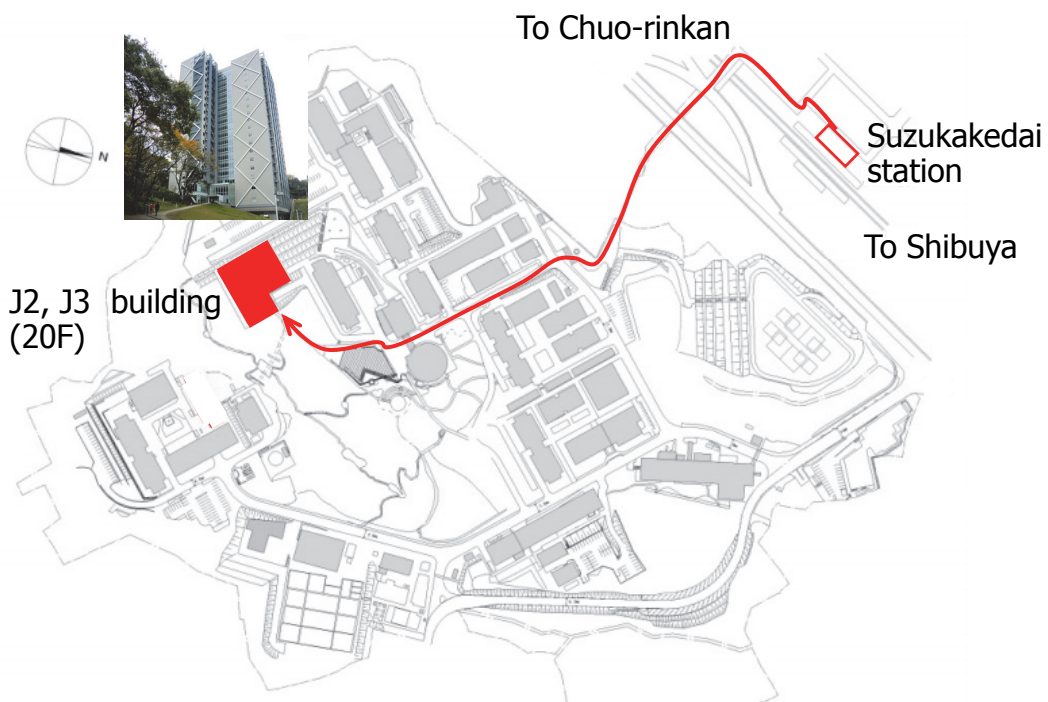 To Chuo-rinkan
N
Suzukakedai
station
To Shibuya
J2, J3 building
(20F)